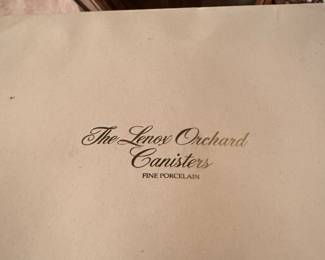 The Lenox Orchard
Canisters
FINE PORCELAIN